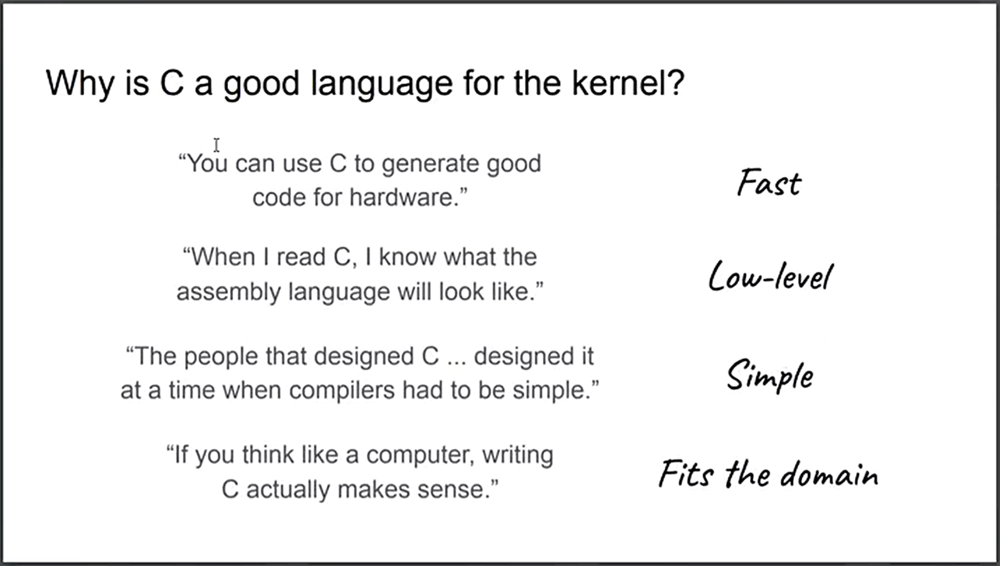 Why is C a good language for the kernel?
“You can use C to generate good
code for hardware.”
Fast
“When I read C, I know what the
assembly language will look like.”
Low-level
“The people that designed C ... designed it
at a time when compilers had to be simple.”
Simple
“If you think like a computer, writing
C actually makes sense.”
Fits the domain